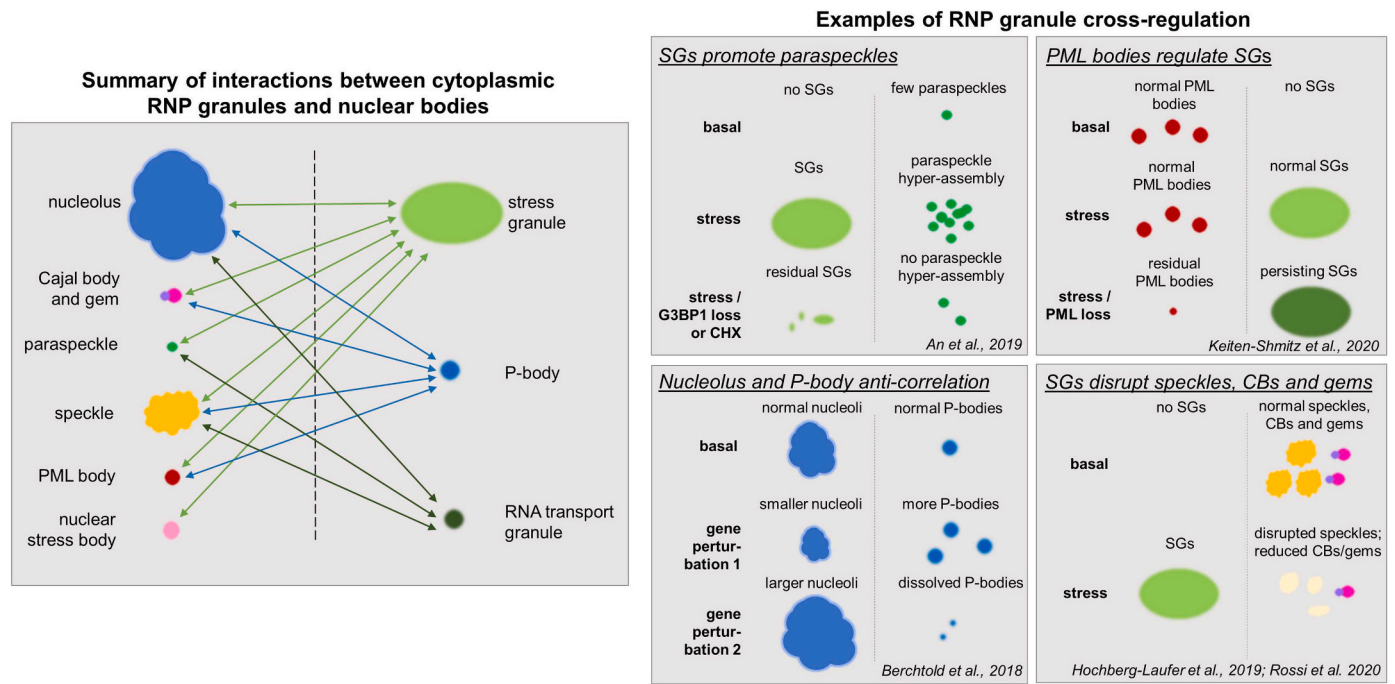 Summary of interactions between cytoplasmic
RNP granules and nuclear bodies
nucleolus
stress
granule
Cajal body
and gem
paraspeckle
P-body
speckle
PML body
nuclear
stress body
RNA transport
granule
Examples of RNP granule cross-regulation
SGs promote paraspeckles
no SGs
few paraspeckles
basal
SGs
paraspeckle
hyper-assembly
stress
residual SGs
no paraspeckle
hyper-assembly
stress /
G3BP1 loss
or CHX
An et al., 2019
PML bodies regulate SGs
normal PML
bodies
no SGs
basal
normal
PML bodies
normal SGs
stress
residual
PML bodies
persisting SGs
stress /
PML loss
Keiten-Shmitz et al., 2020
Nucleolus and P-body anti-correlation
normal nucleoli
normal P-bodies
basal
smaller nucleoli
more P-bodies
gene
pertur-
bation 1
larger nucleoli
dissolved P-bodies
gene
pertur-
bation 2
Berchtold et al., 2018
SGs disrupt speckles, CBs and gems
no SGs
normal speckles,
CBs and gems
basal
SGs
disrupted speckles;
reduced CBs/gems
stress
Hochberg-Laufer et al., 2019; Rossi et al. 2020